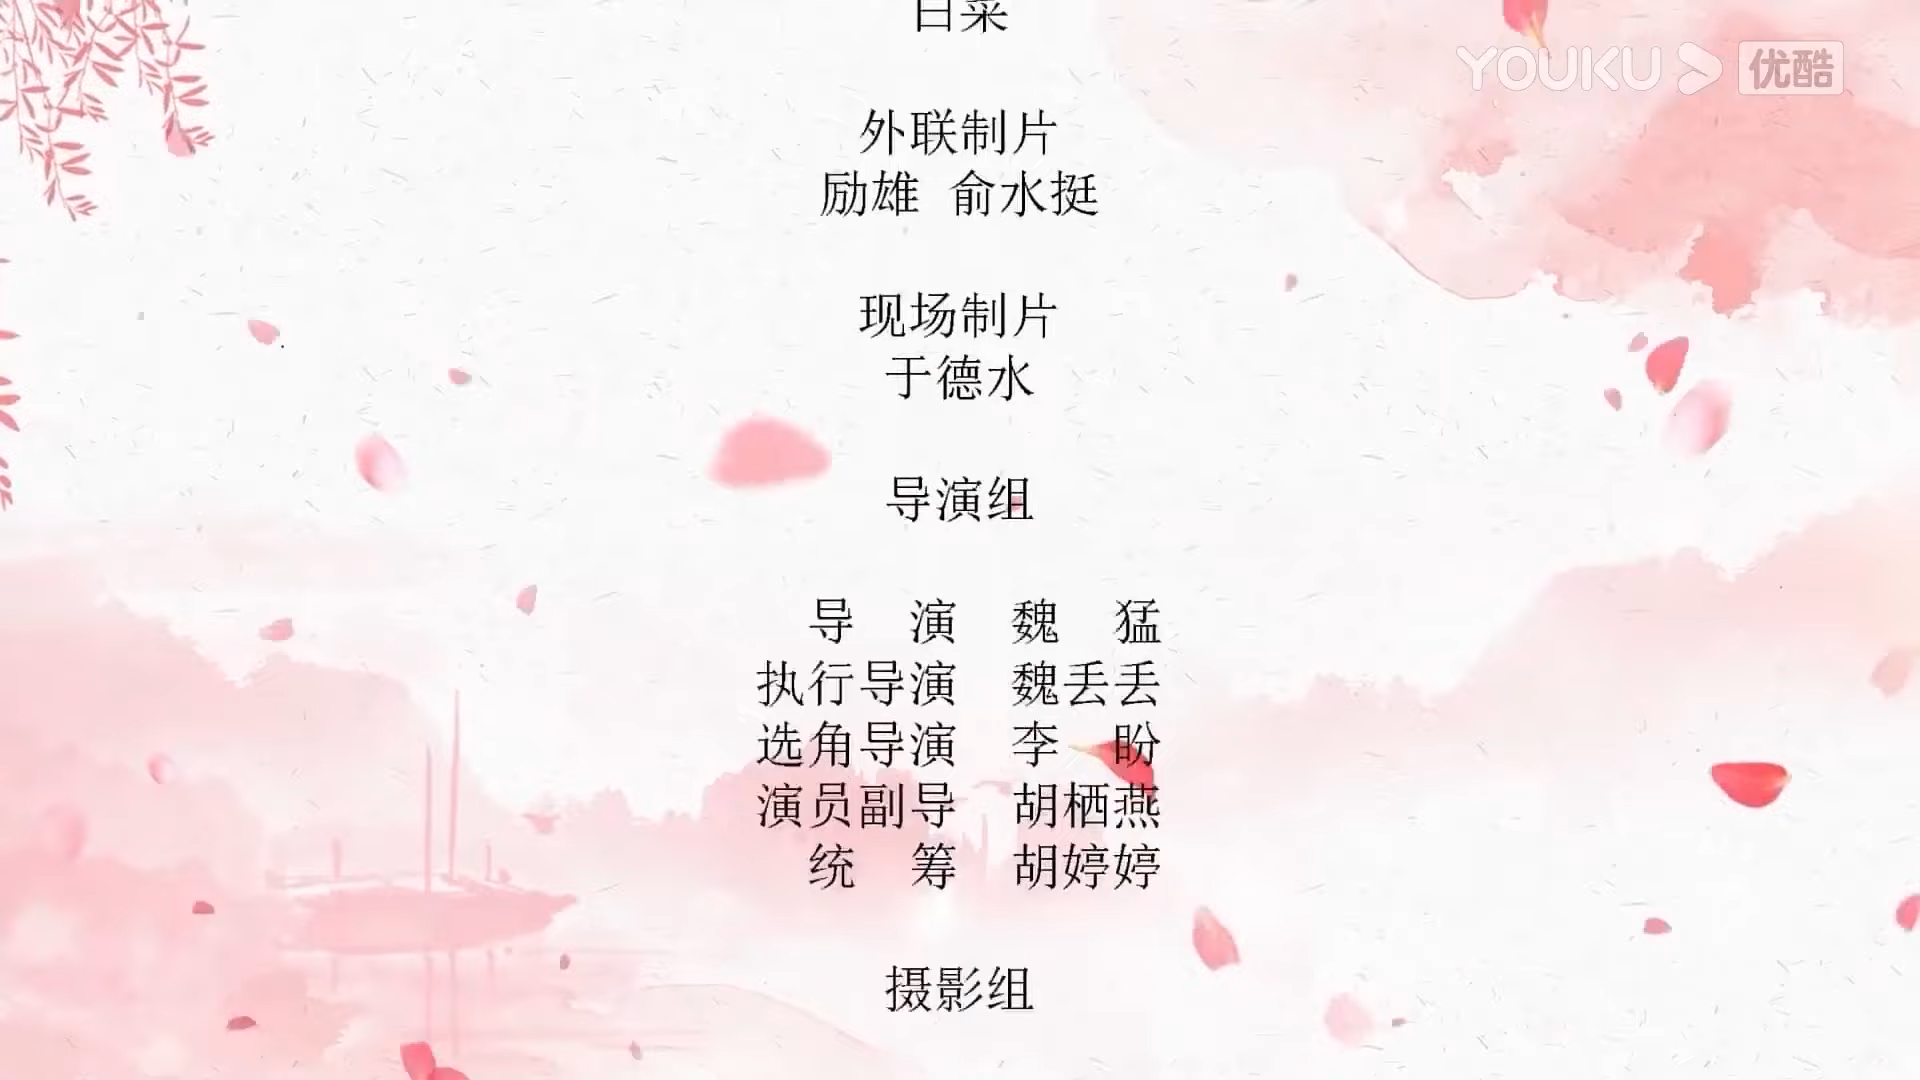 白菜
YOUKU 优酷
外联制片
励雄 俞水挺
现场制片
于德水
导演组
导 演 魏 猛
执行导演 魏丢丢
选角导演 李 盼
演员副导 胡栖燕
统 筹 胡婷婷
摄影组